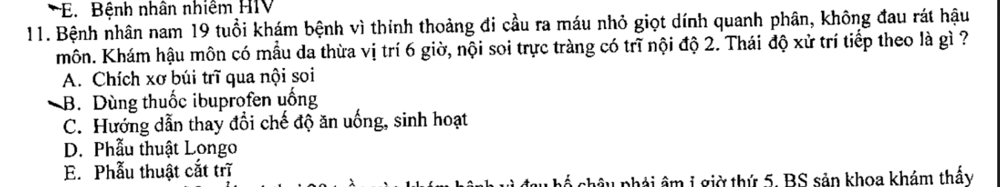 E. Bệnh nhân nhiễm HIV
11. Bệnh nhân nam 19 tuổi khám bệnh vì thỉnh thoảng đi cầu ra máu nhỏ giọt dính quanh phân, không đau rát hậu
môn. Khám hậu môn có mẩu da thừa vị trí 6 giờ, nội soi trực tràng có trĩ nội độ 2. Thái độ xử trí tiếp theo là gì ?
A. Chích xơ búi trĩ qua nội soi
B. Dùng thuốc ibuprofen uống
C. Hướng dẫn thay đổi chế độ ăn uống, sinh hoạt
D. Phẫu thuật Longo
E. Phẫu thuật cắt trĩ
đau hố chậu phải âm ỉ giờ thứ 5. BS sản khoa khám thấy